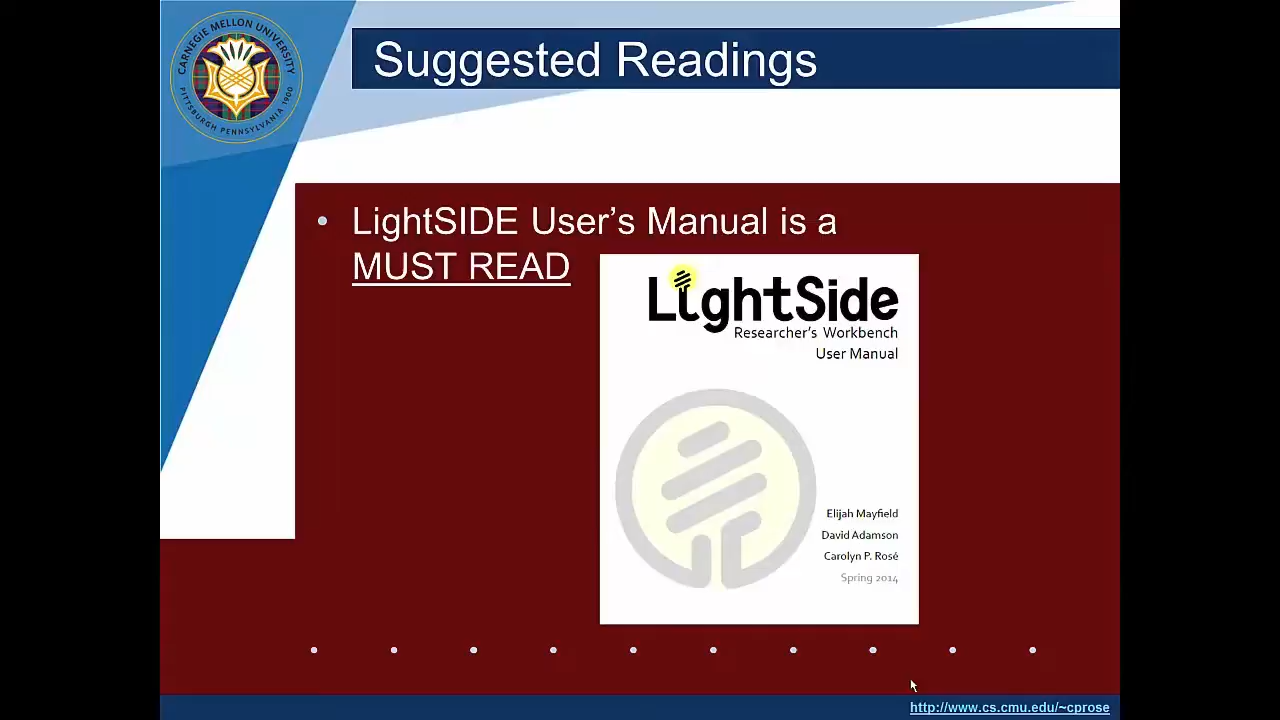 CARNEGIE MELLON UNIVERSITY
PITTSBURGH PENNSYLVANIA 1900
Suggested Readings
• LightSIDE User’s Manual is a
MUST READ
LightSide
Researcher's Workbench
User Manual
Elijah Mayfield
David Adamson
Carolyn P. Rosé
Spring 2014
http://www.cs.cmu.edu/~cprose